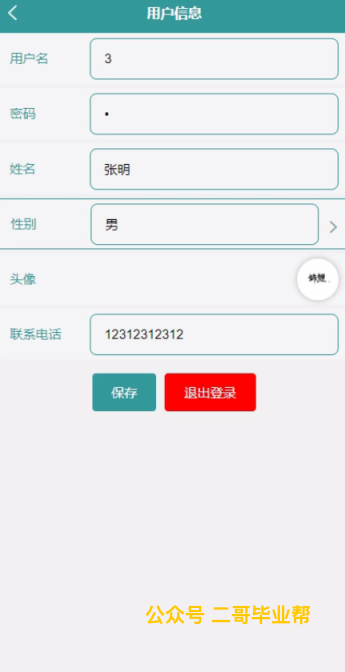 用户信息
用户名 3
密码 •
姓名 张明
性别 男
头像
联系电话 12312312312
保存 退出登录
公众号 二哥毕业帮